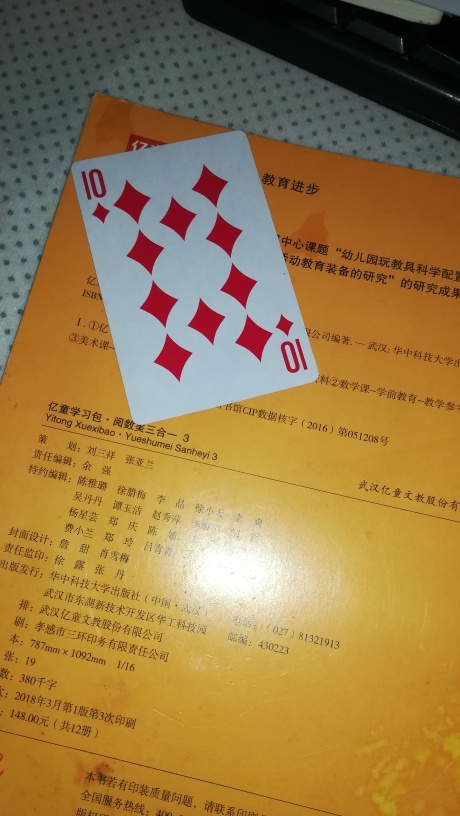 10
亿
教育进步
中心课题“幼儿园玩教具科学配置
活动教育装备的研究”的研究成果
ISBN
Ⅰ.①亿
限公司编著. — 武汉: 华中科技大学出
③美术课-
料②数学课-学前教育-教学参考
书馆CIP数据核字（2016）第051208号
10
亿童学习包·阅数美三合一 3
Yitong Xuexibao·Yueshumei Sanheyi 3
策 划: 刘三祥 张亚兰
武汉亿童文教股份有
责任编辑: 余 强
特约编辑: 陈雅璐 徐腊梅 李 晶 徐小天 李 爽
吴丹丹 谭玉洁 赵秀萍
杨呈芸 郑 庆 陈
费小兰 郑 玲 吕青青
封面设计: 詹 甜 肖雪梅
责任监印: 徐 露 张 丹
出版发行: 华中科技大学出版社（中国·武汉） 电话:（027）81321913
武汉市东湖新技术开发区华工科技园 邮编: 430223
排: 武汉亿童文教股份有限公司
刷: 孝感市三环印务有限责任公司
本: 787mm×1092mm 1/16
张: 19
数: 380千字
次: 2018年3月第1版第3次印刷
: 148.00元（共12册）
本书若有印装质量问题, 请联系印刷
全国服务热线: 400-
版权